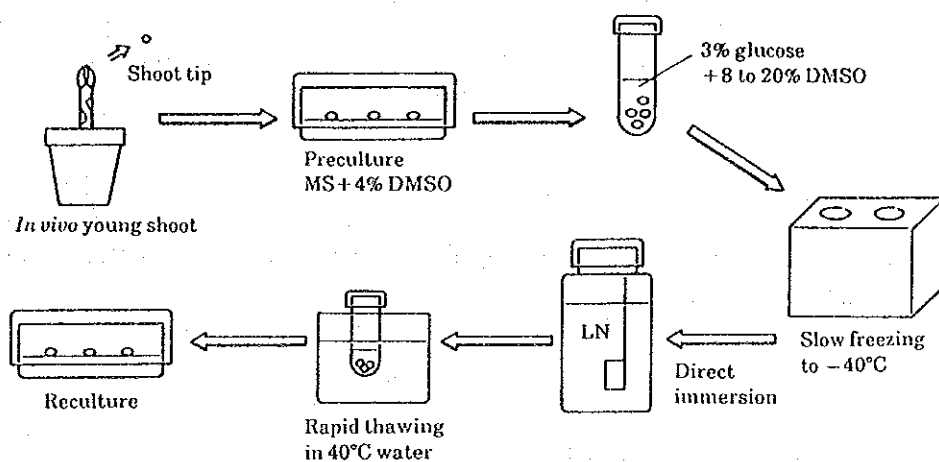 Shoot tip
In vivo young shoot
Preculture
MS + 4% DMSO
3% glucose
+ 8 to 20% DMSO
Slow freezing
to −40°C
Direct
immersion
LN
Rapid thawing
in 40°C water
Reculture